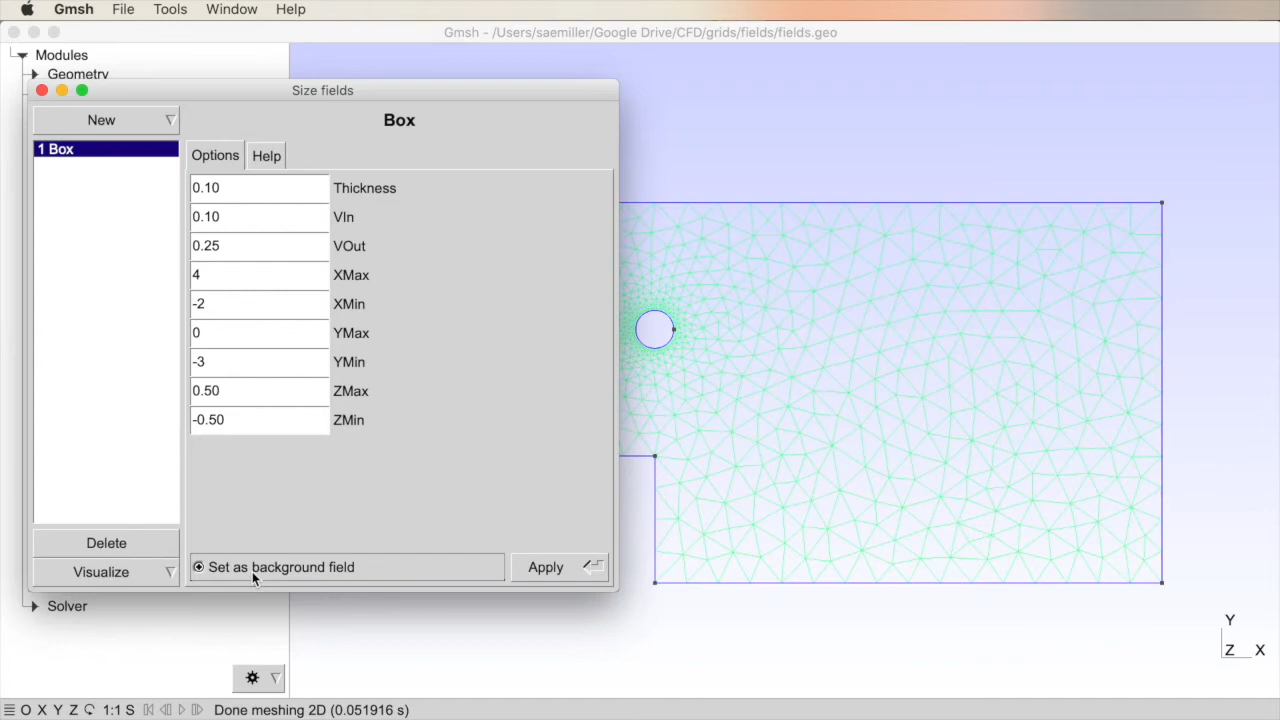 Gmsh File Tools Window Help
Gmsh - /Users/saemiller/Google Drive/CFD/grids/fields/fields.geo
Modules
Geometry
Size fields
New
Box
1 Box
Options Help
0.10 Thickness
0.10 VIn
0.25 VOut
4 XMax
-2 XMin
0 YMax
-3 YMin
0.50 ZMax
-0.50 ZMin
Delete
Set as background field Apply
Visualize
Solver
Y
Z X
O X Y Z 1:1 S Done meshing 2D (0.051916 s)